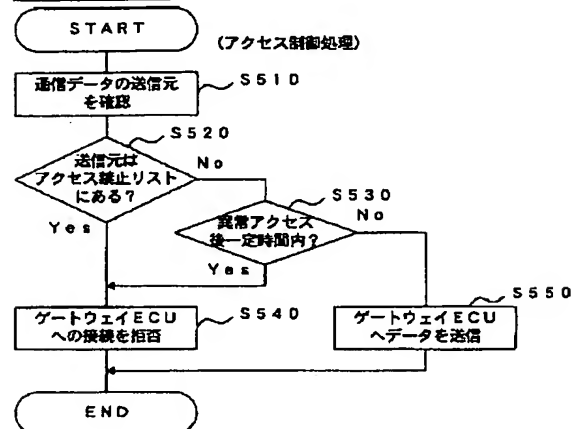 START
(アクセス制御処理)
通信データの送信元
を確認
S510
S520
送信元は
アクセス禁止リスト
にある?
No
Yes
S530
異常アクセス
後一定時間内?
No
Yes
ゲートウェイECU
への接続を拒否
S540
S550
ゲートウェイECU
へデータを送信
END